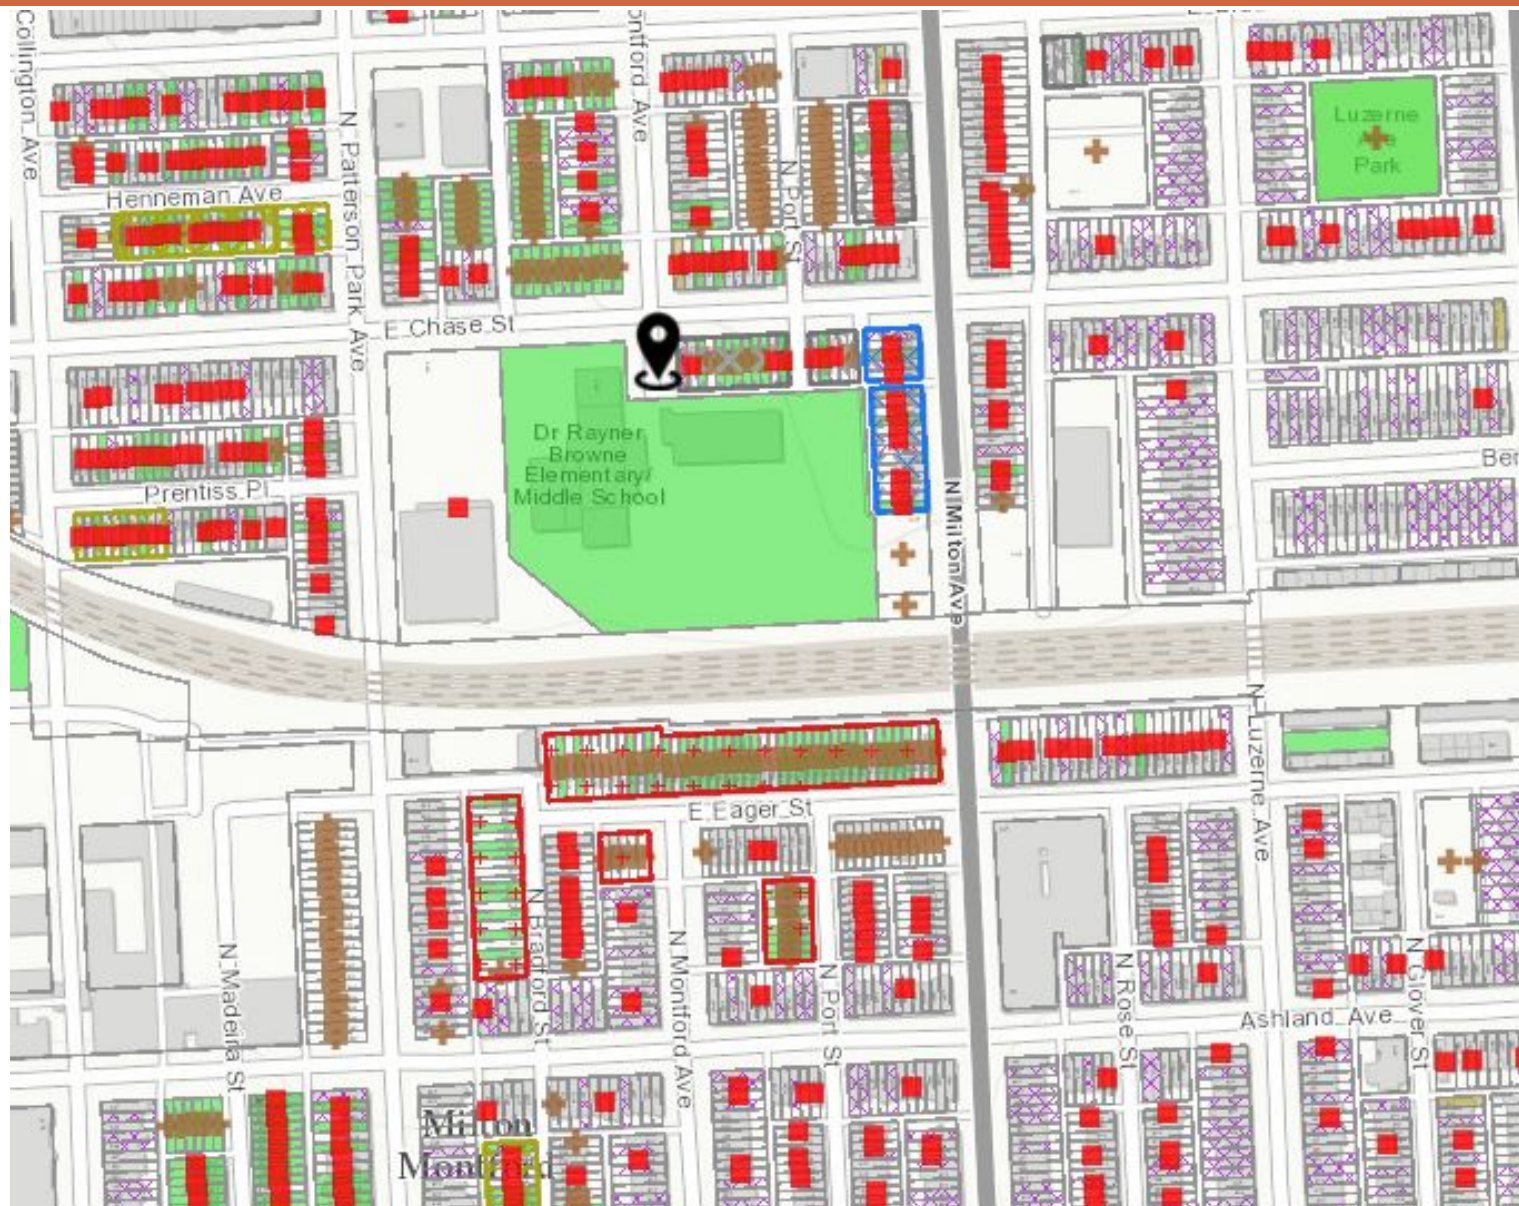 Collington Ave
N Patterson Park Ave
ontford Ave
N Port St
Luzerne
Ave
Park
Henneman Ave
E Chase St
Dr Rayner
Browne
Elementary/
Middle School
Prentiss Pl
Ber
N Milton Ave
N Luzerne Ave
E Eager St
N Bradford St
N Montford Ave
N Port St
N Madeira St
N Rose St
N Glover St
Ashland Ave
Milton
Montford